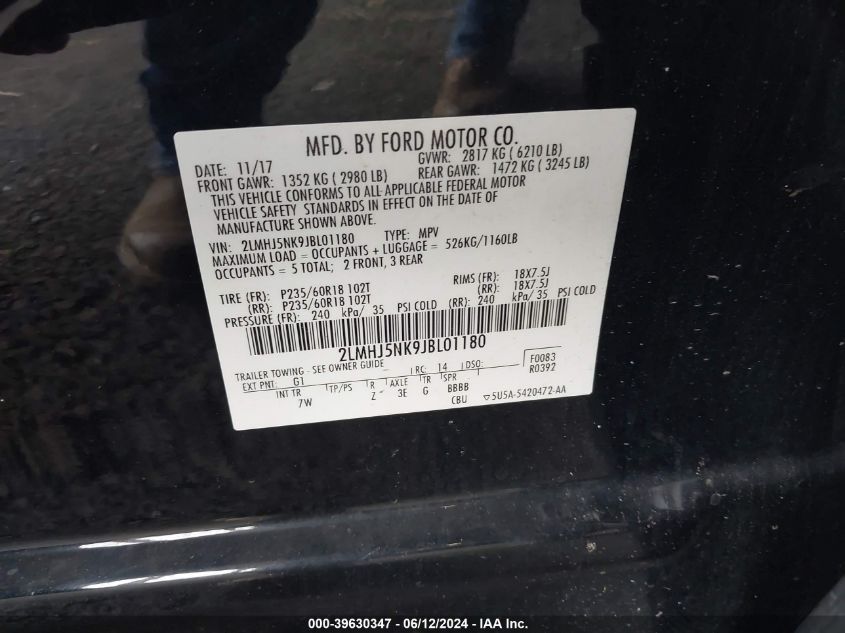 MFD. BY FORD MOTOR CO.
DATE: 11/17 GVWR: 2817 KG ( 6210 LB)
FRONT GAWR: 1352 KG ( 2980 LB) REAR GAWR: 1472 KG ( 3245 LB)
THIS VEHICLE CONFORMS TO ALL APPLICABLE FEDERAL MOTOR
VEHICLE SAFETY STANDARDS IN EFFECT ON THE DATE OF
MANUFACTURE SHOWN ABOVE.
VIN: 2LMHJ5NK9JBL01180 TYPE: MPV
MAXIMUM LOAD = OCCUPANTS + LUGGAGE = 526KG/1160LB
OCCUPANTS = 5 TOTAL; 2 FRONT, 3 REAR
TIRE (FR): P235/60R18 102T RIMS (FR): 18X7.5J
(RR): P235/60R18 102T (RR): 18X7.5J
PRESSURE (FR): 240 kPa/ 35 PSI COLD (RR): 240 kPa/ 35 PSI COLD
2LMHJ5NK9JBL01180
TRAILER TOWING - SEE OWNER GUIDE
EXT PNT: G1 RC: 14 DSO: F0083
INT TR TP/PS R AXLE TR SPR R0392
7W Z- 3E G BBBB
CBU ▽5U5A-5420472-AA
000-39630347 - 06/12/2024 - IAA Inc.